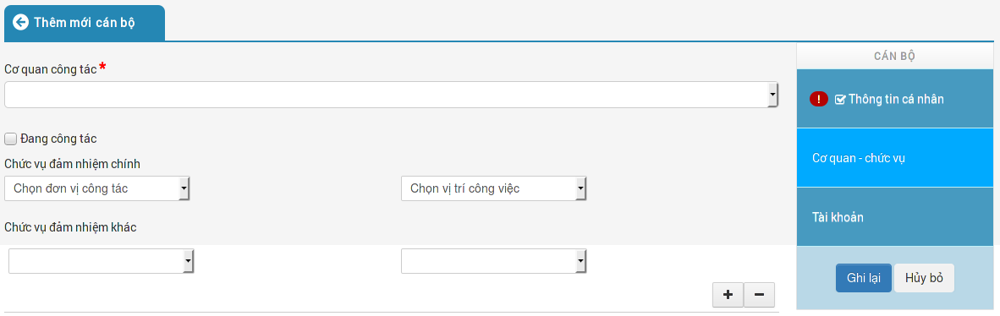 Thêm mới cán bộ
Cơ quan công tác *
Đang công tác
Chức vụ đảm nhiệm chính
Chọn đơn vị công tác
Chọn vị trí công việc
Chức vụ đảm nhiệm khác
CÁN BỘ
! Thông tin cá nhân
Cơ quan - chức vụ
Tài khoản
Ghi lại
Hủy bỏ